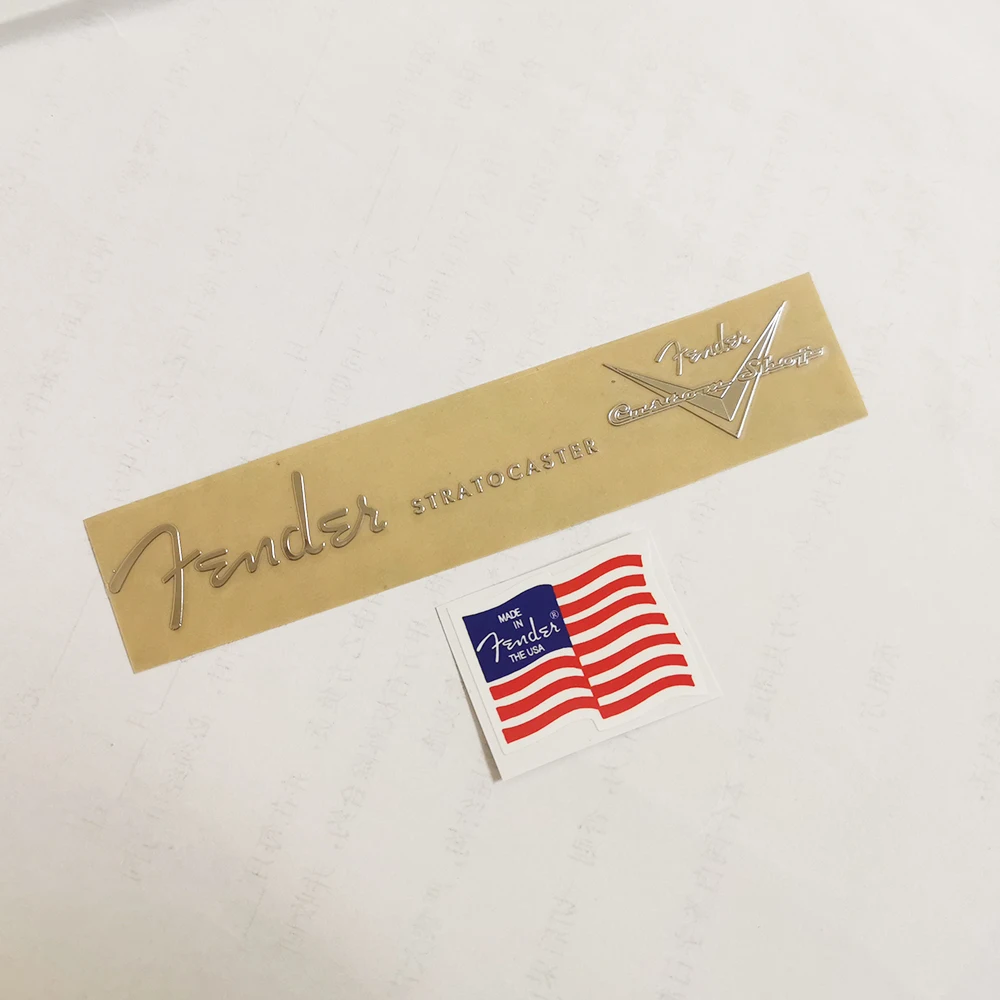 Fender
STRATOCASTER
Fender
Custom Shop
MADE
IN
Fender®
THE USA